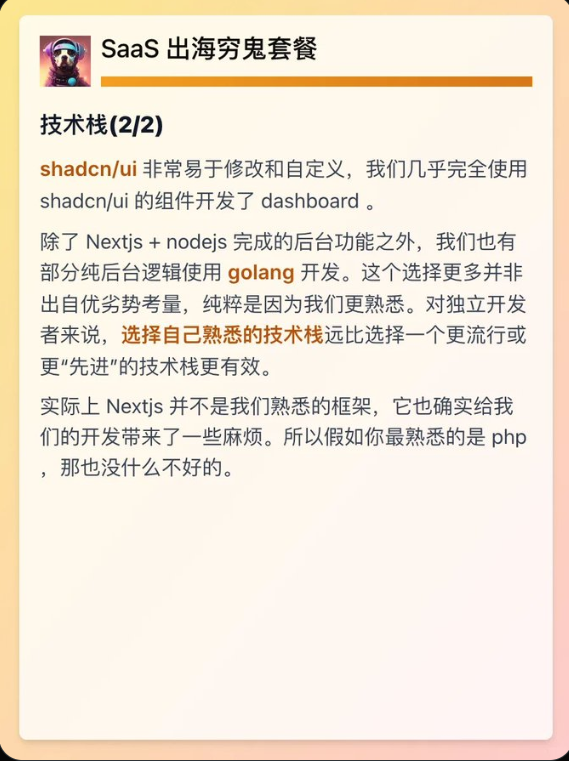 SaaS 出海穷鬼套餐
技术栈(2/2)
shadcn/ui 非常易于修改和自定义，我们几乎完全使用
shadcn/ui 的组件开发了 dashboard 。
除了 Nextjs + nodejs 完成的后台功能之外，我们也有
部分纯后台逻辑使用 golang 开发。这个选择更多并非
出自优劣势考量，纯粹是因为我们更熟悉。对独立开发
者来说，选择自己熟悉的技术栈远比选择一个更流行或
更“先进”的技术栈更有效。
实际上 Nextjs 并不是我们熟悉的框架，它也确实给我
们的开发带来了一些麻烦。所以假如你最熟悉的是 php
，那也没什么不好的。